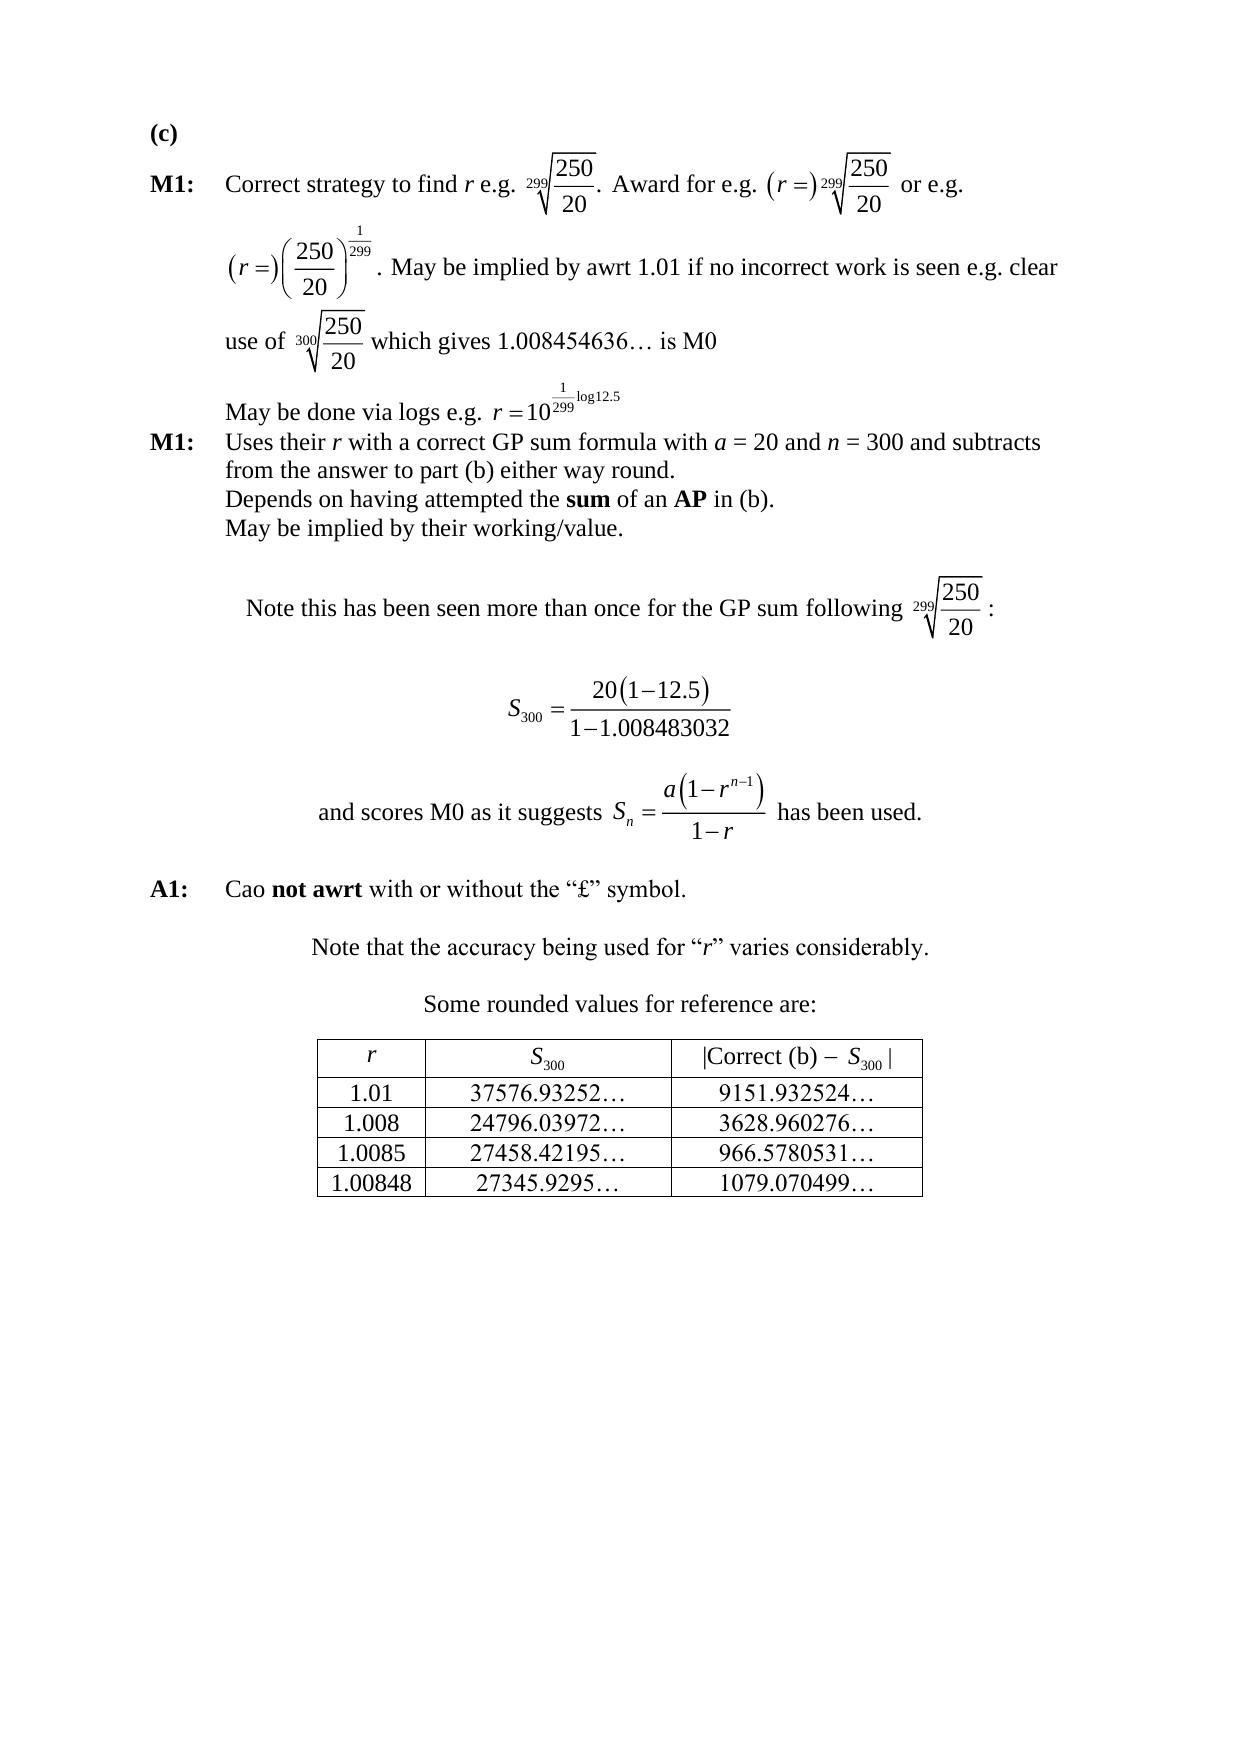 (c)
M1: Correct strategy to find r e.g. \sqrt[299]{\frac{250}{20}}. Award for e.g. (r =) \sqrt[299]{\frac{250}{20}} or e.g.
(r =) \left(\frac{250}{20}\right)^{\frac{1}{299}}. May be implied by awrt 1.01 if no incorrect work is seen e.g. clear
use of \sqrt[300]{\frac{250}{20}} which gives 1.008454636… is M0
May be done via logs e.g. r = 10^{\frac{1}{299}\log 12.5}
M1: Uses their r with a correct GP sum formula with a = 20 and n = 300 and subtracts
from the answer to part (b) either way round.
Depends on having attempted the sum of an AP in (b).
May be implied by their working/value.
Note this has been seen more than once for the GP sum following \sqrt[299]{\frac{250}{20}} :
S_{300} = \frac{20(1−12.5)}{1−1.008483032}
and scores M0 as it suggests S_n = \frac{a(1−r^{n−1})}{1−r} has been used.
A1: Cao not awrt with or without the “£” symbol.
Note that the accuracy being used for “r” varies considerably.
Some rounded values for reference are:
r S_{300} |Correct (b) – S_{300} |
1.01 37576.93252… 9151.932524…
1.008 24796.03972… 3628.960276…
1.0085 27458.42195… 966.5780531…
1.00848 27345.9295… 1079.070499…